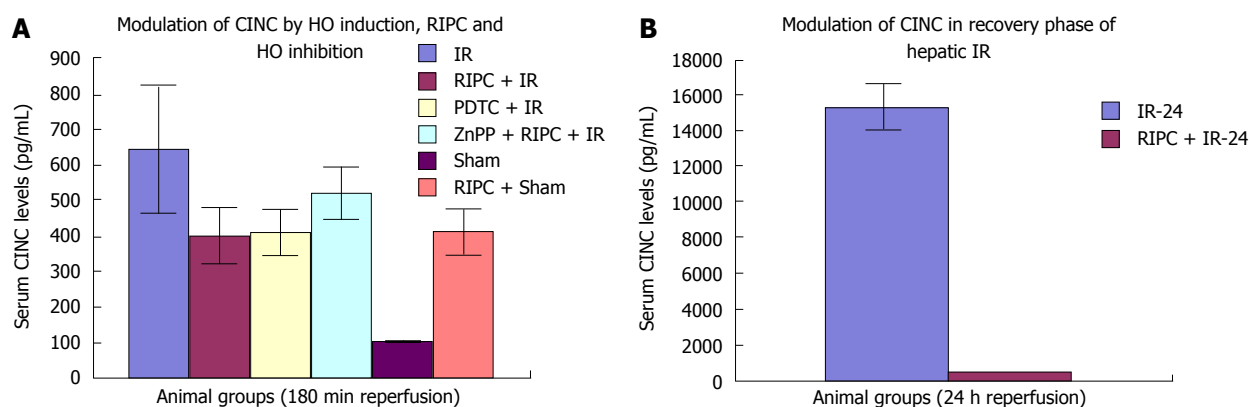 A
Modulation of CINC by HO induction, RIPC and
HO inhibition
Serum CINC levels (pg/mL)
900
800
700
600
500
400
300
200
100
0
IR
RIPC + IR
PDTC + IR
ZnPP + RIPC + IR
Sham
RIPC + Sham
Animal groups (180 min reperfusion)
B
Modulation of CINC in recovery phase of
hepatic IR
Serum CINC levels (pg/mL)
18000
16000
14000
12000
10000
8000
6000
4000
2000
0
IR-24
RIPC + IR-24
Animal groups (24 h reperfusion)